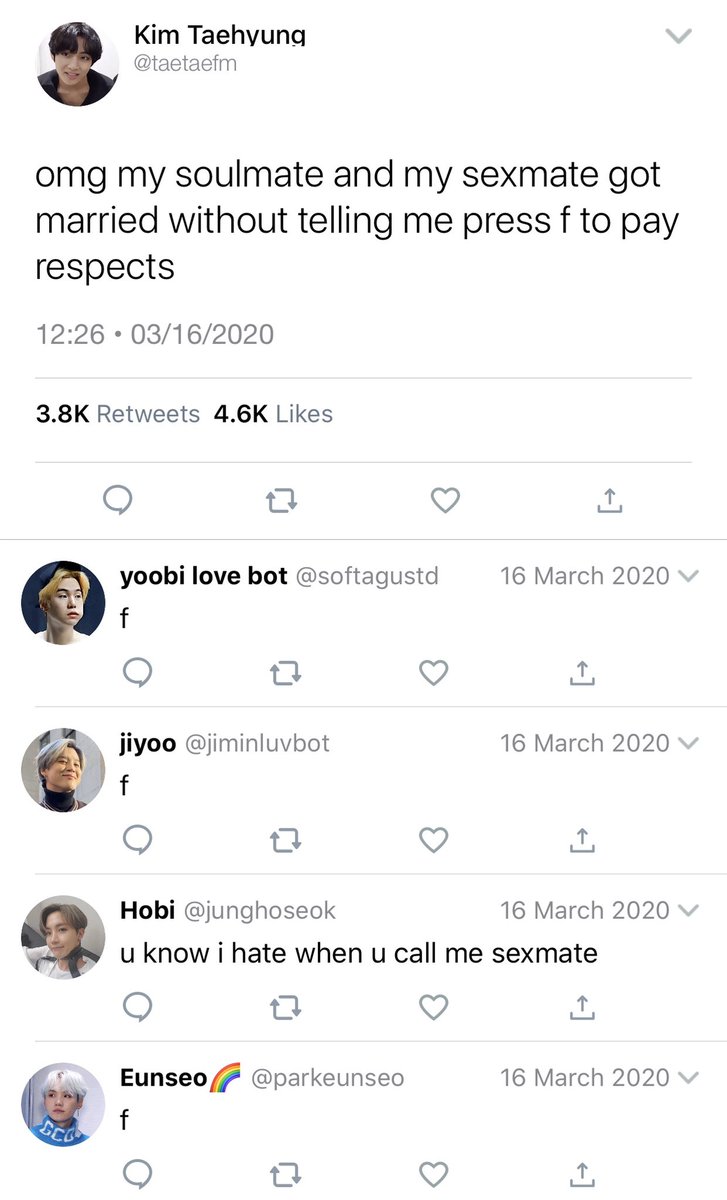 Kim Taehyung
@taetaefm
omg my soulmate and my sexmate got
married without telling me press f to pay
respects
12:26 • 03/16/2020
3.8K Retweets 4.6K Likes
yoobi love bot @softagustd 16 March 2020
f
jiyoo @jiminluvbot 16 March 2020
f
Hobi @junghoseok 16 March 2020
u know i hate when u call me sexmate
Eunseo🌈 @parkeunseo 16 March 2020
GCG
f